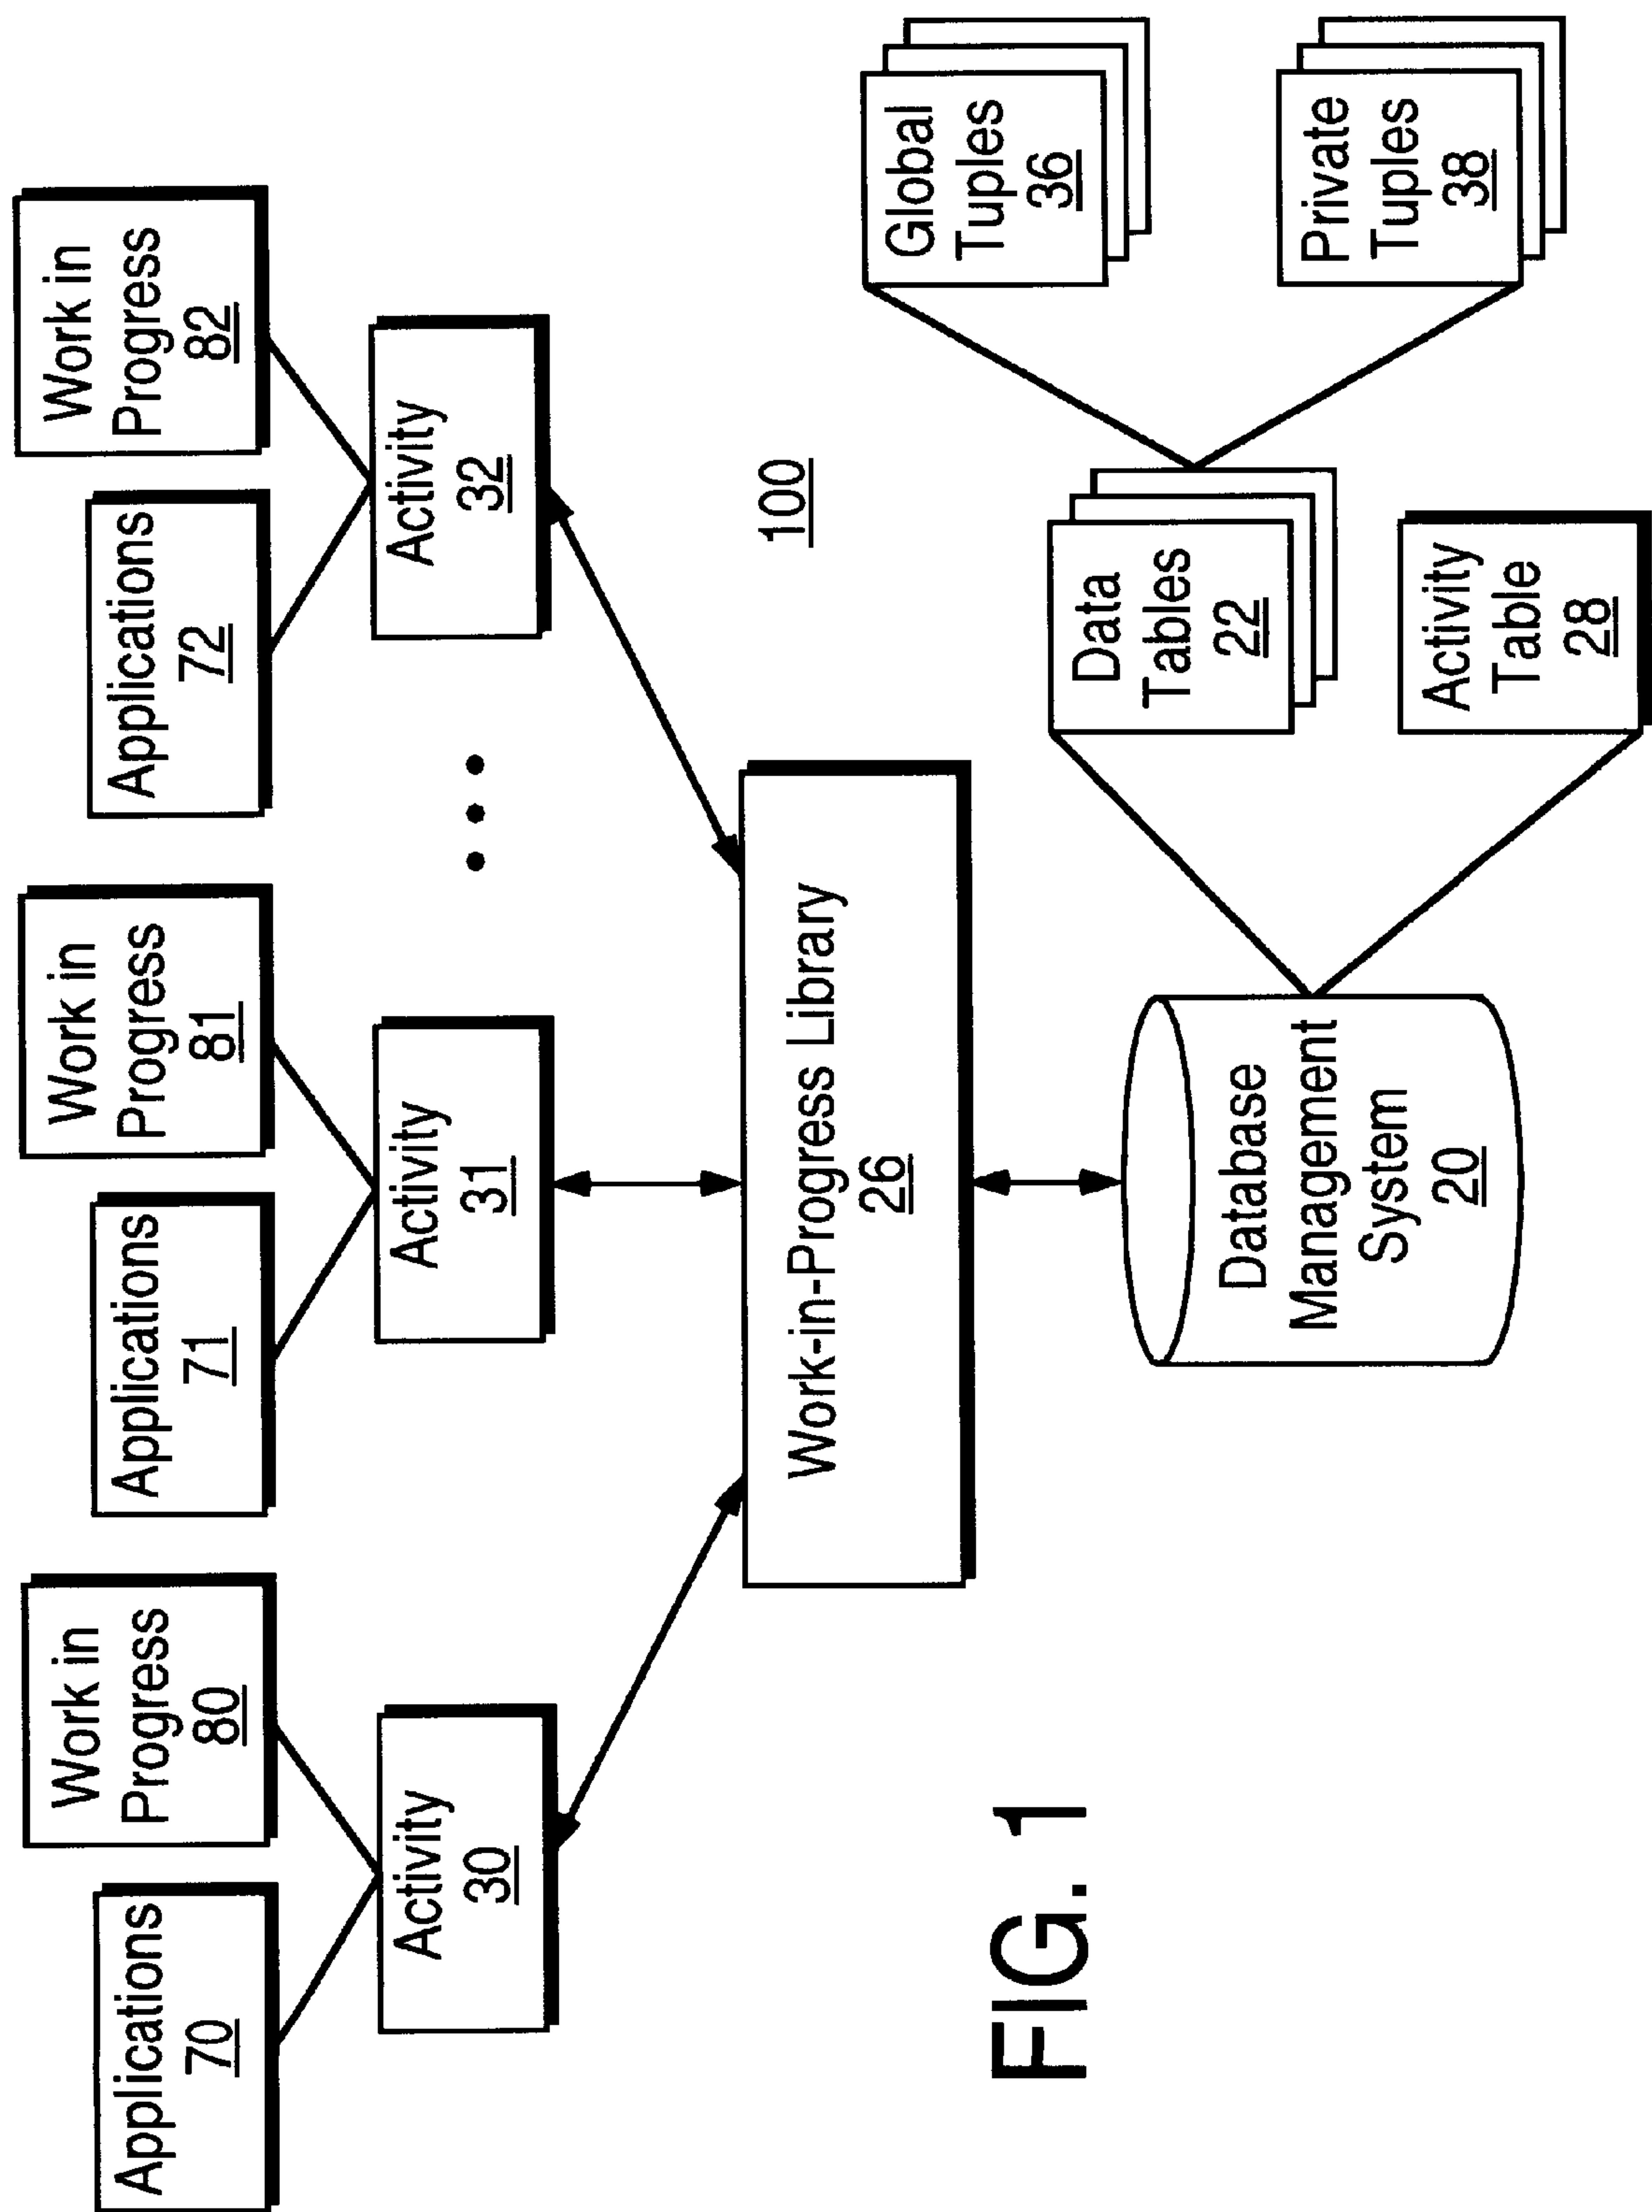 Applications
70
Work in
Progress
80
Applications
71
Work in
Progress
81
Applications
72
Work in
Progress
82
Activity
30
Activity
31
Activity
32
100
Work-in-Progress Library
26
Global
Tuples
36
Data
Tables
22
Database
Management
System
20
Private
Tuples
38
Activity
Table
28
FIG. 1